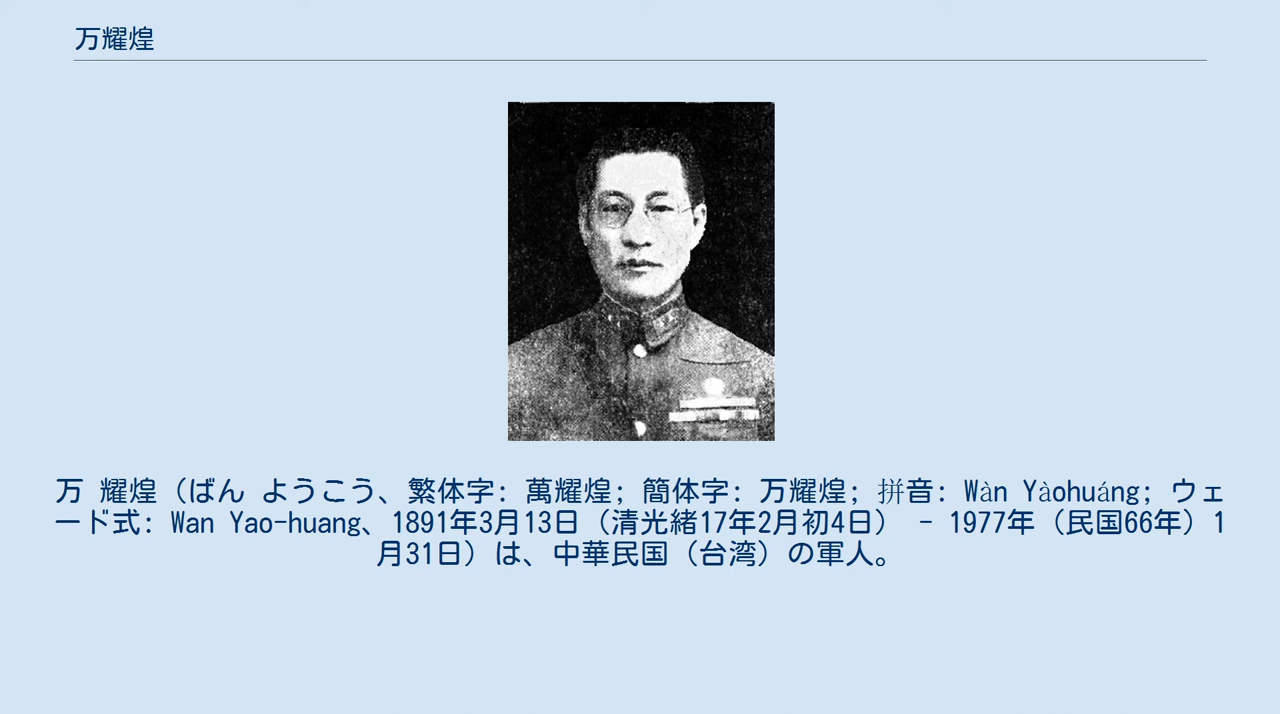 万耀煌
万 耀煌（ばん ようこう、繁体字: 萬耀煌; 簡体字: 万耀煌; 拼音: Wàn Yàohuáng; ウェ
ード式: Wan Yao-huang、1891年3月13日（清光緒17年2月初4日） - 1977年（民国66年）1
月31日）は、中華民国（台湾）の軍人。